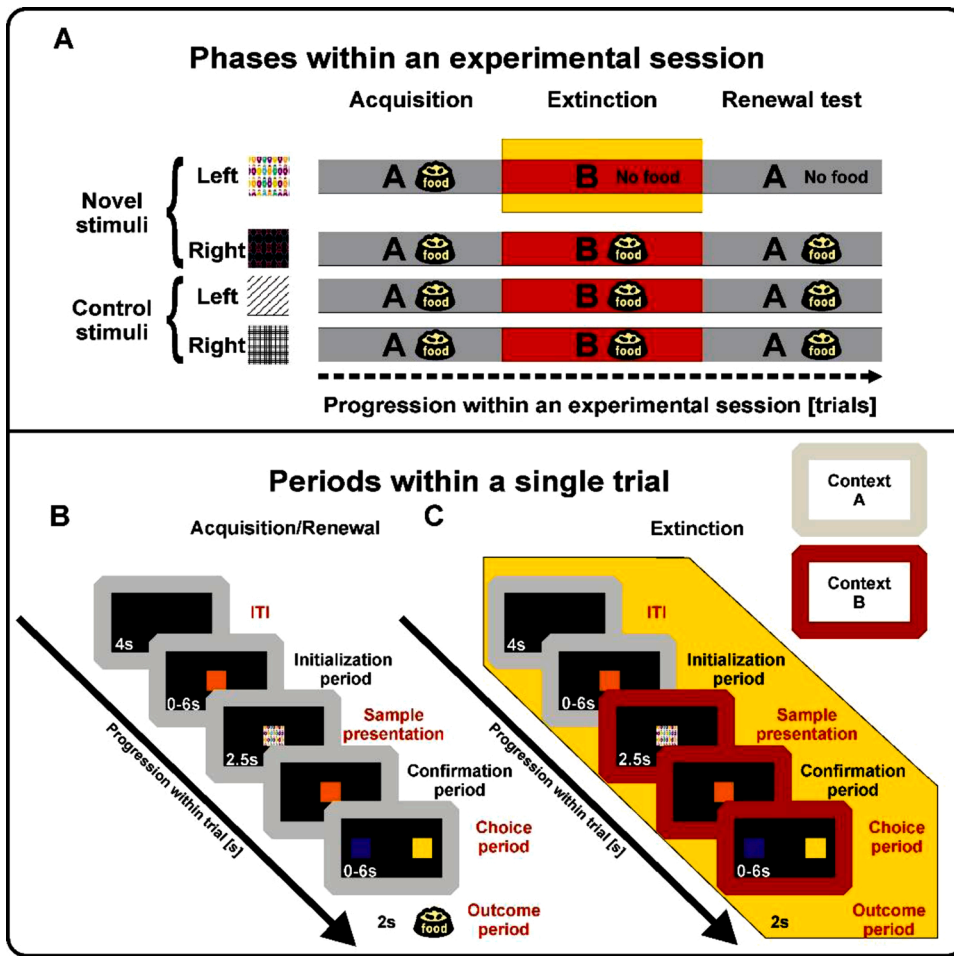 A
Phases within an experimental session
Acquisition Extinction Renewal test
Novel stimuli
Left
A food B No food A No food
Right
A food B food A food
Control stimuli
Left
A food B food A food
Right
A food B food A food
Progression within an experimental session [trials]
Periods within a single trial
Context
A
Context
B
B
Acquisition/Renewal
4s
ITI
0-6s
Initialization
period
2.5s
Sample
presentation
Confirmation
period
0-6s
Choice
period
2s
food
Outcome
period
Progression within trial [s]
C
Extinction
4s
ITI
0-6s
Initialization
period
2.5s
Sample
presentation
Confirmation
period
0-6s
Choice
period
2s
Outcome
period
Progression within trial [s]